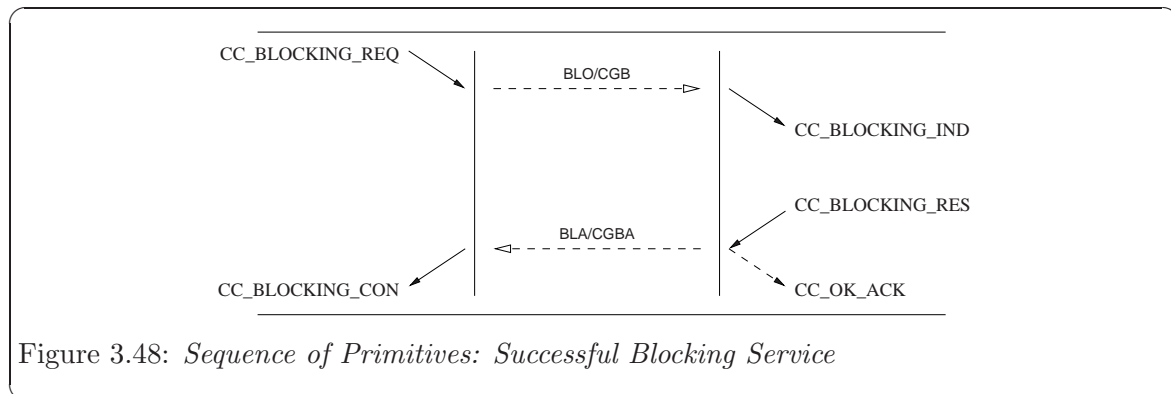 CC_BLOCKING_REQ
BLO/CGB
CC_BLOCKING_IND
CC_BLOCKING_RES
BLA/CGBA
CC_BLOCKING_CON
CC_OK_ACK
Figure 3.48: Sequence of Primitives: Successful Blocking Service